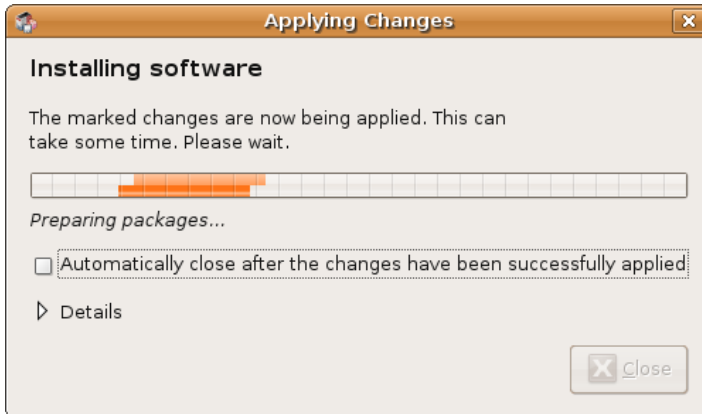 Applying Changes
Installing software
The marked changes are now being applied. This can
take some time. Please wait.
Preparing packages...
Automatically close after the changes have been successfully applied
Details
Close